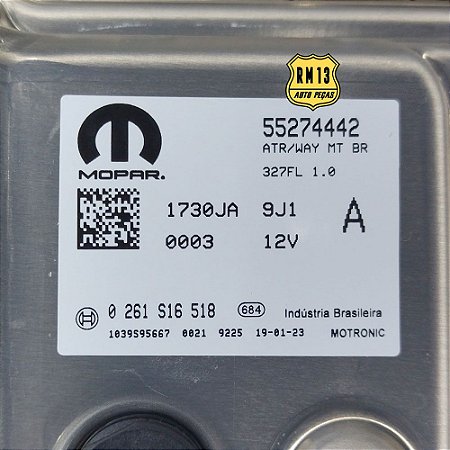 RM13
AUTO PEÇAS
MOPAR.
55274442
ATR/WAY MT BR
327FL 1.0
1730JA 9J1
0003 12V
A
0 261 S16 518 684 Indústria Brasileira
1039S95667 0021 9225 19-01-23 MOTRONIC